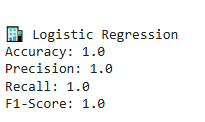 🏢 Logistic Regression
Accuracy: 1.0
Precision: 1.0
Recall: 1.0
F1-Score: 1.0